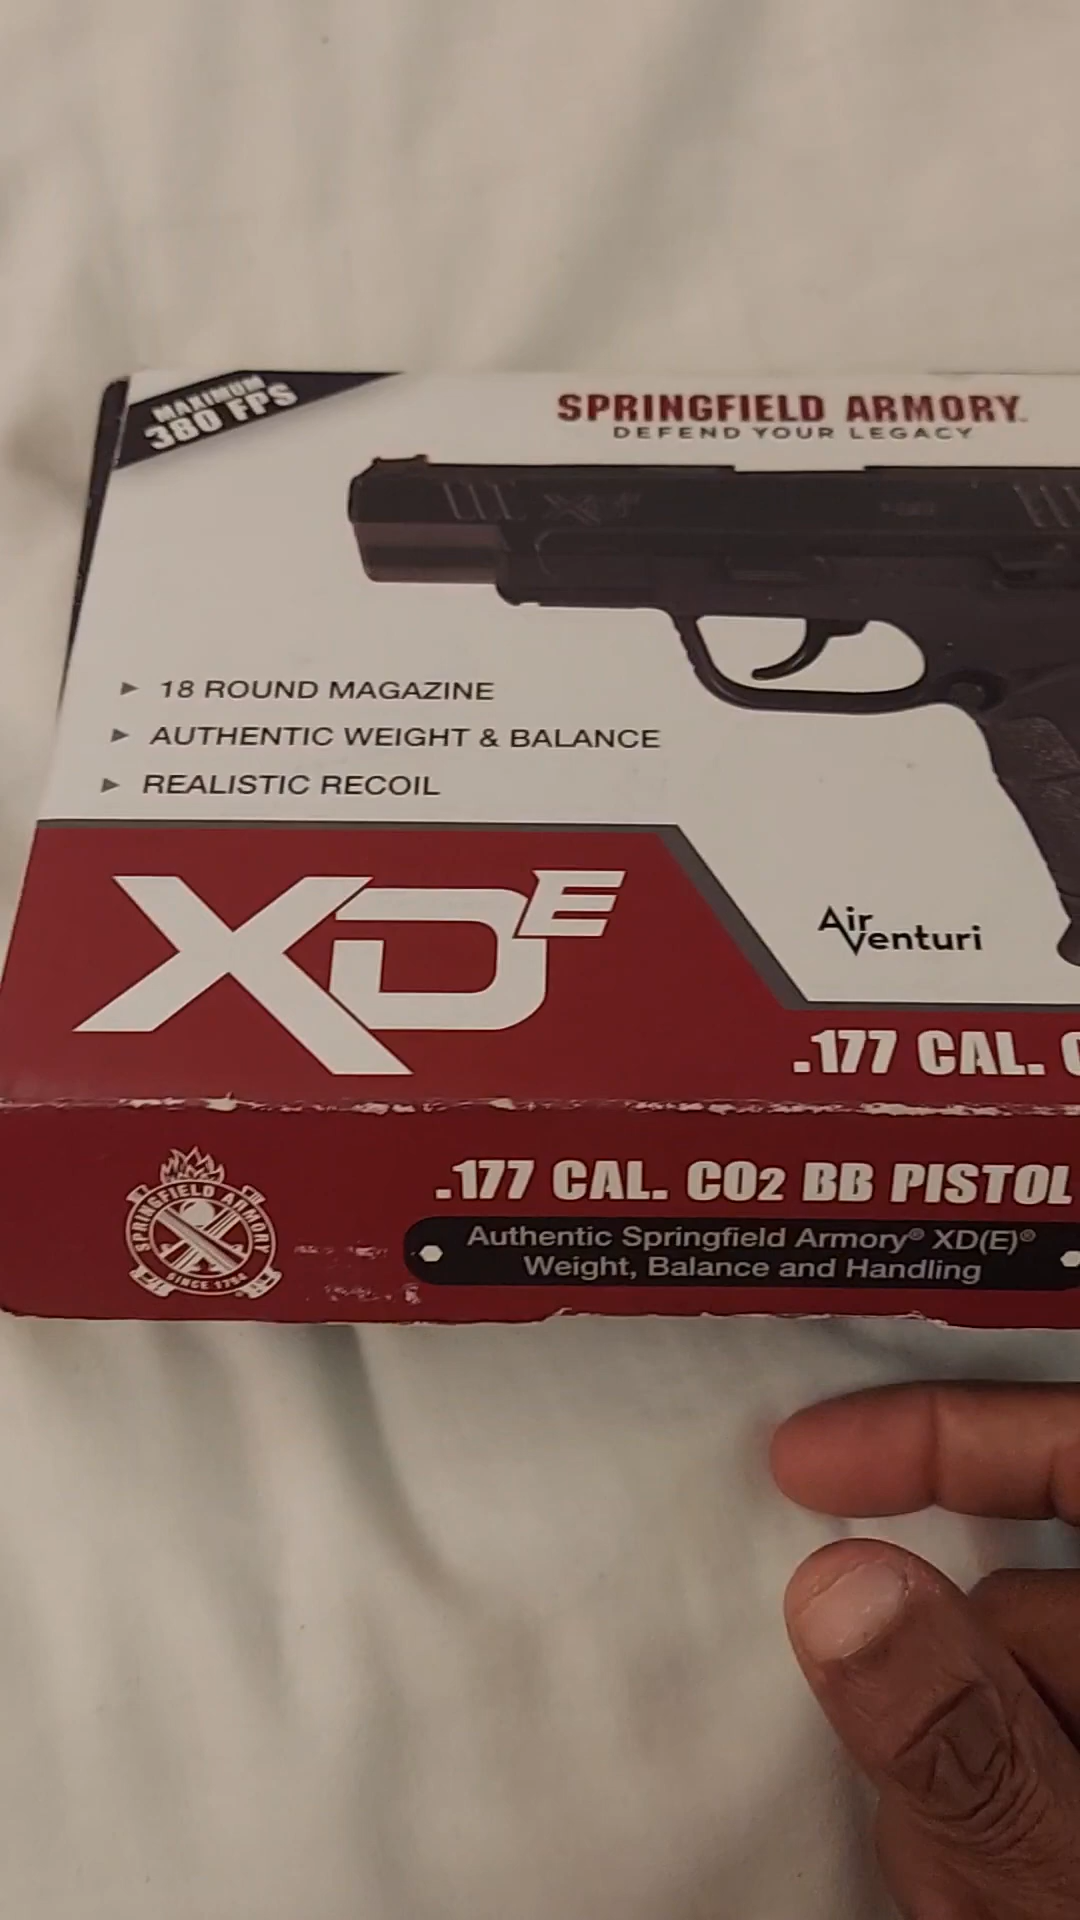 MAXIMUM
380 FPS
SPRINGFIELD ARMORY
DEFEND YOUR LEGACY
18 ROUND MAGAZINE
AUTHENTIC WEIGHT & BALANCE
REALISTIC RECOIL
XDE
Air
Venturi
.177 CAL. C
.177 CAL. CO2 BB PISTOL
Authentic Springfield Armory® XD(E)®
Weight, Balance and Handling
SPRINGFIELD ARMORY
SINCE 1794